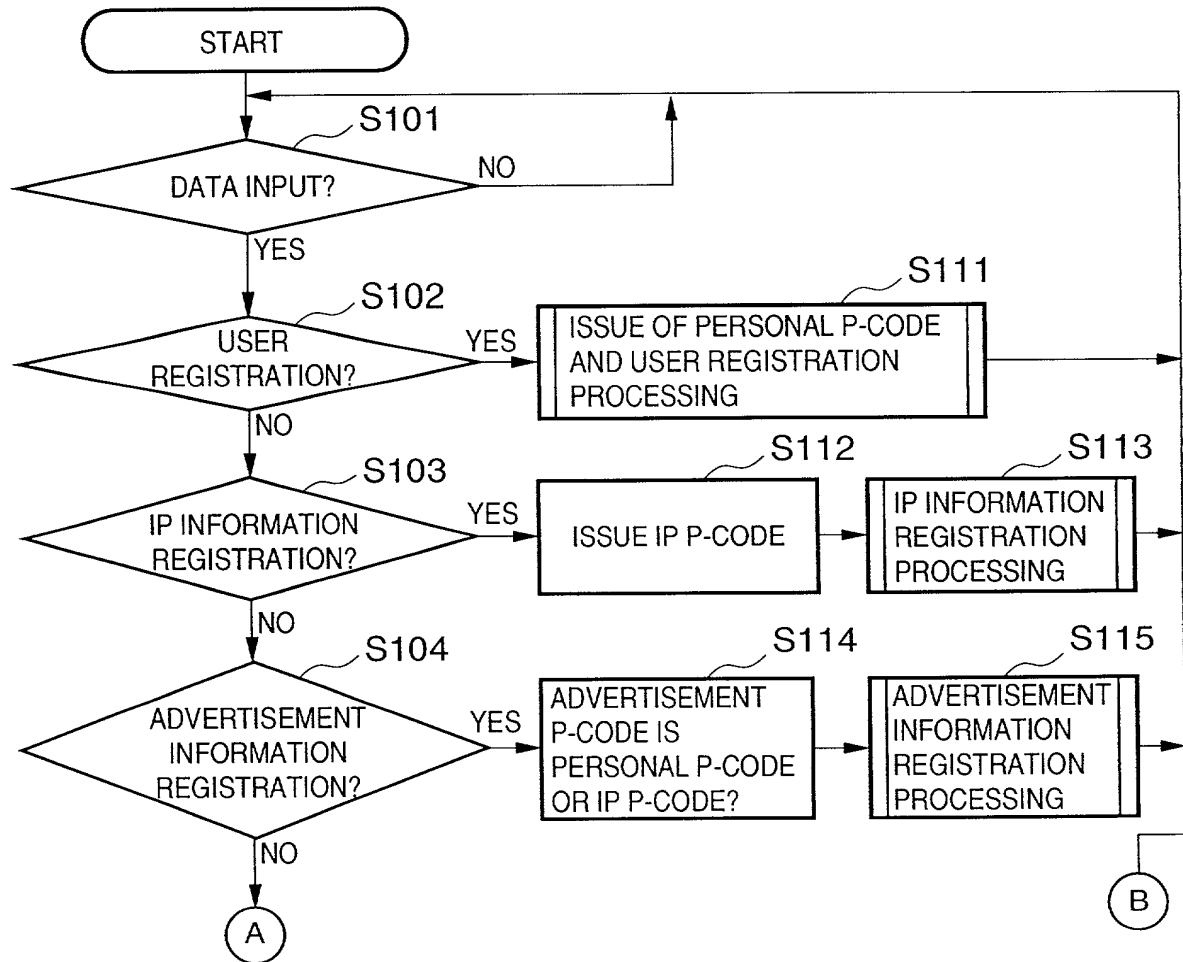 START
S101
DATA INPUT?
NO
YES
S102
USER
REGISTRATION?
YES
NO
S111
ISSUE OF PERSONAL P-CODE
AND USER REGISTRATION
PROCESSING
S103
IP INFORMATION
REGISTRATION?
YES
NO
S112
ISSUE IP P-CODE
S113
IP INFORMATION
REGISTRATION
PROCESSING
S104
ADVERTISEMENT
INFORMATION
REGISTRATION?
YES
NO
S114
ADVERTISEMENT
P-CODE IS
PERSONAL P-CODE
OR IP P-CODE?
S115
ADVERTISEMENT
INFORMATION
REGISTRATION
PROCESSING
A
B